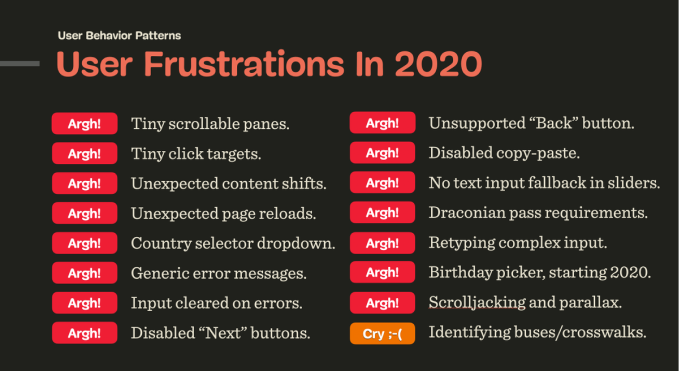 User Behavior Patterns
User Frustrations In 2020
Argh! Tiny scrollable panes.
Argh! Tiny click targets.
Argh! Unexpected content shifts.
Argh! Unexpected page reloads.
Argh! Country selector dropdown.
Argh! Generic error messages.
Argh! Input cleared on errors.
Argh! Disabled “Next” buttons.
Argh! Unsupported “Back” button.
Argh! Disabled copy-paste.
Argh! No text input fallback in sliders.
Argh! Draconian pass requirements.
Argh! Retyping complex input.
Argh! Birthday picker, starting 2020.
Argh! Scrolljacking and parallax.
Cry ;-( Identifying buses/crosswalks.